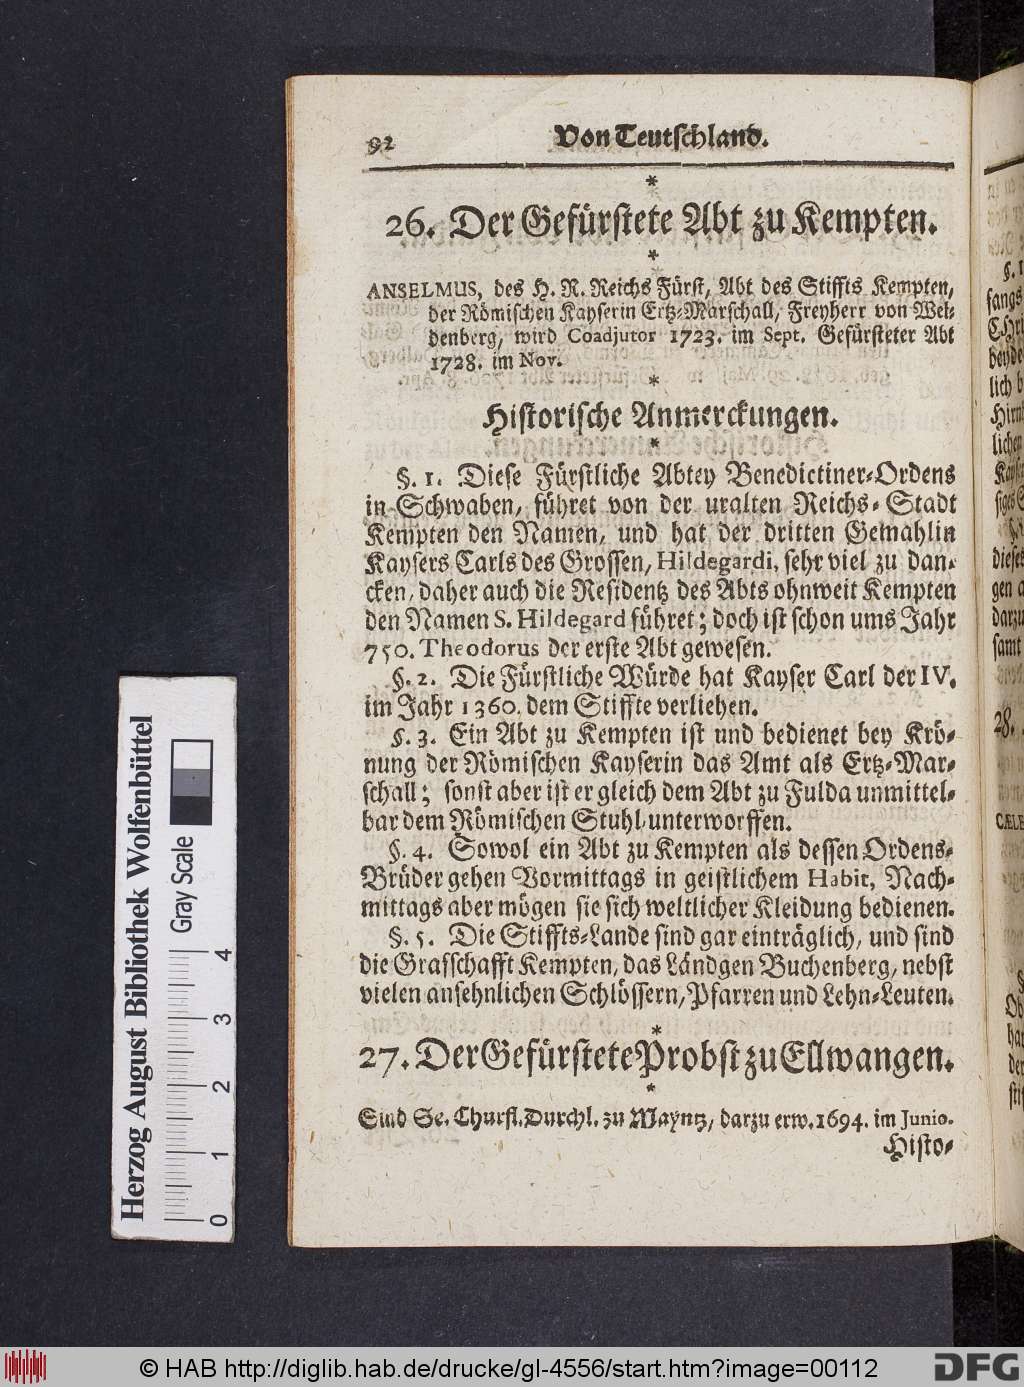 92 Von Teutschland.
*
26. Der Gefürstete Abt zu Kempten.
*
ANSELMUS, des H. R. Reichs Fürst, Abt des Stiffts Kempten,
der Römischen Kayserin Ertz-Marschall, Freyherr von Wel-
denberg, wird Coadjutor 1723. im Sept. Gefürsteter Abt
1728. im Nov.
*
Historische Anmerckungen.
*
§. 1. Diese Fürstliche Abtey Benedictiner-Ordens
in Schwaben, führet von der uralten Reichs-Stadt
Kempten den Namen, und hat der dritten Gemahlin
Kaysers Carls des Grossen, Hildegardi, sehr viel zu dan-
cken, daher auch die Residentz des Abts ohnweit Kempten
den Namen S. Hildegard führet; doch ist schon ums Jahr
750. Theodorus der erste Abt gewesen.
§. 2. Die Fürstliche Würde hat Kayser Carl der IV.
im Jahr 1360. dem Stiffte verliehen.
§. 3. Ein Abt zu Kempten ist und bedienet bey Krö-
nung der Römischen Kayserin das Amt als Ertz-Mar-
schall; sonst aber ist er gleich dem Abt zu Fulda unmittel-
bar dem Römischen Stuhl unterworffen.
§. 4. Sowol ein Abt zu Kempten als dessen Ordens-
Brüder gehen Vormittags in geistlichem Habit, Nach-
mittags aber mögen sie sich weltlicher Kleidung bedienen.
§. 5. Die Stiffts-Lande sind gar einträglich, und sind
die Grafschafft Kempten, das Ländgen Buchenberg, nebst
vielen ansehnlichen Schlössern, Pfarren und Lehn-Leuten.
*
27. Der Gefürstete Probst zu Ellwangen.
*
Sind Se. Churfl. Durchl. zu Mayntz, darzu erw. 1694. im Junio.
Histo-
Herzog August Bibliothek Wolfenbüttel
Gray Scale
0 1 2 3 4
28.
© HAB http://diglib.hab.de/drucke/gl-4556/start.htm?image=00112
DFG